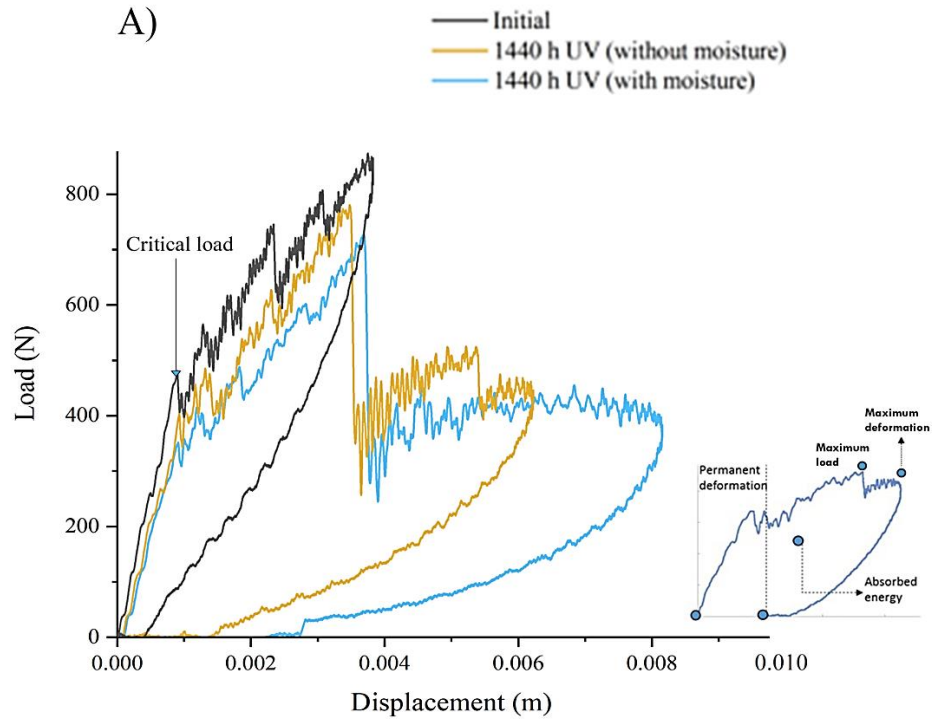 A)
Initial
1440 h UV (without moisture)
1440 h UV (with moisture)
800
600
400
200
0
Load (N)
Critical load
0.000
0.002
0.004
0.006
0.008
0.010
Displacement (m)
Maximum
deformation
Maximum
load
Permanent
deformation
Absorbed
energy